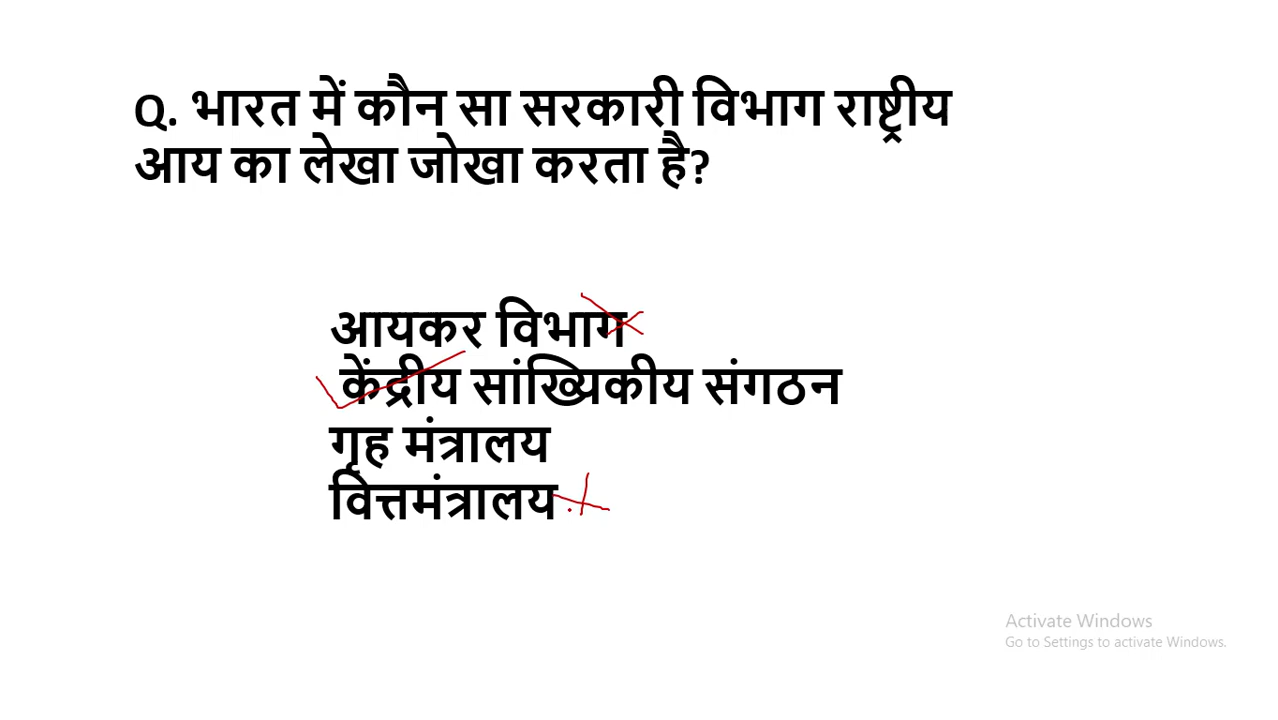 Q. भारत में कौन सा सरकारी विभाग राष्ट्रीय
आय का लेखा जोखा करता है?
आयकर विभाग
केंद्रीय सांख्यिकीय संगठन
गृह मंत्रालय
वित्तमंत्रालय
Activate Windows
Go to Settings to activate Windows.